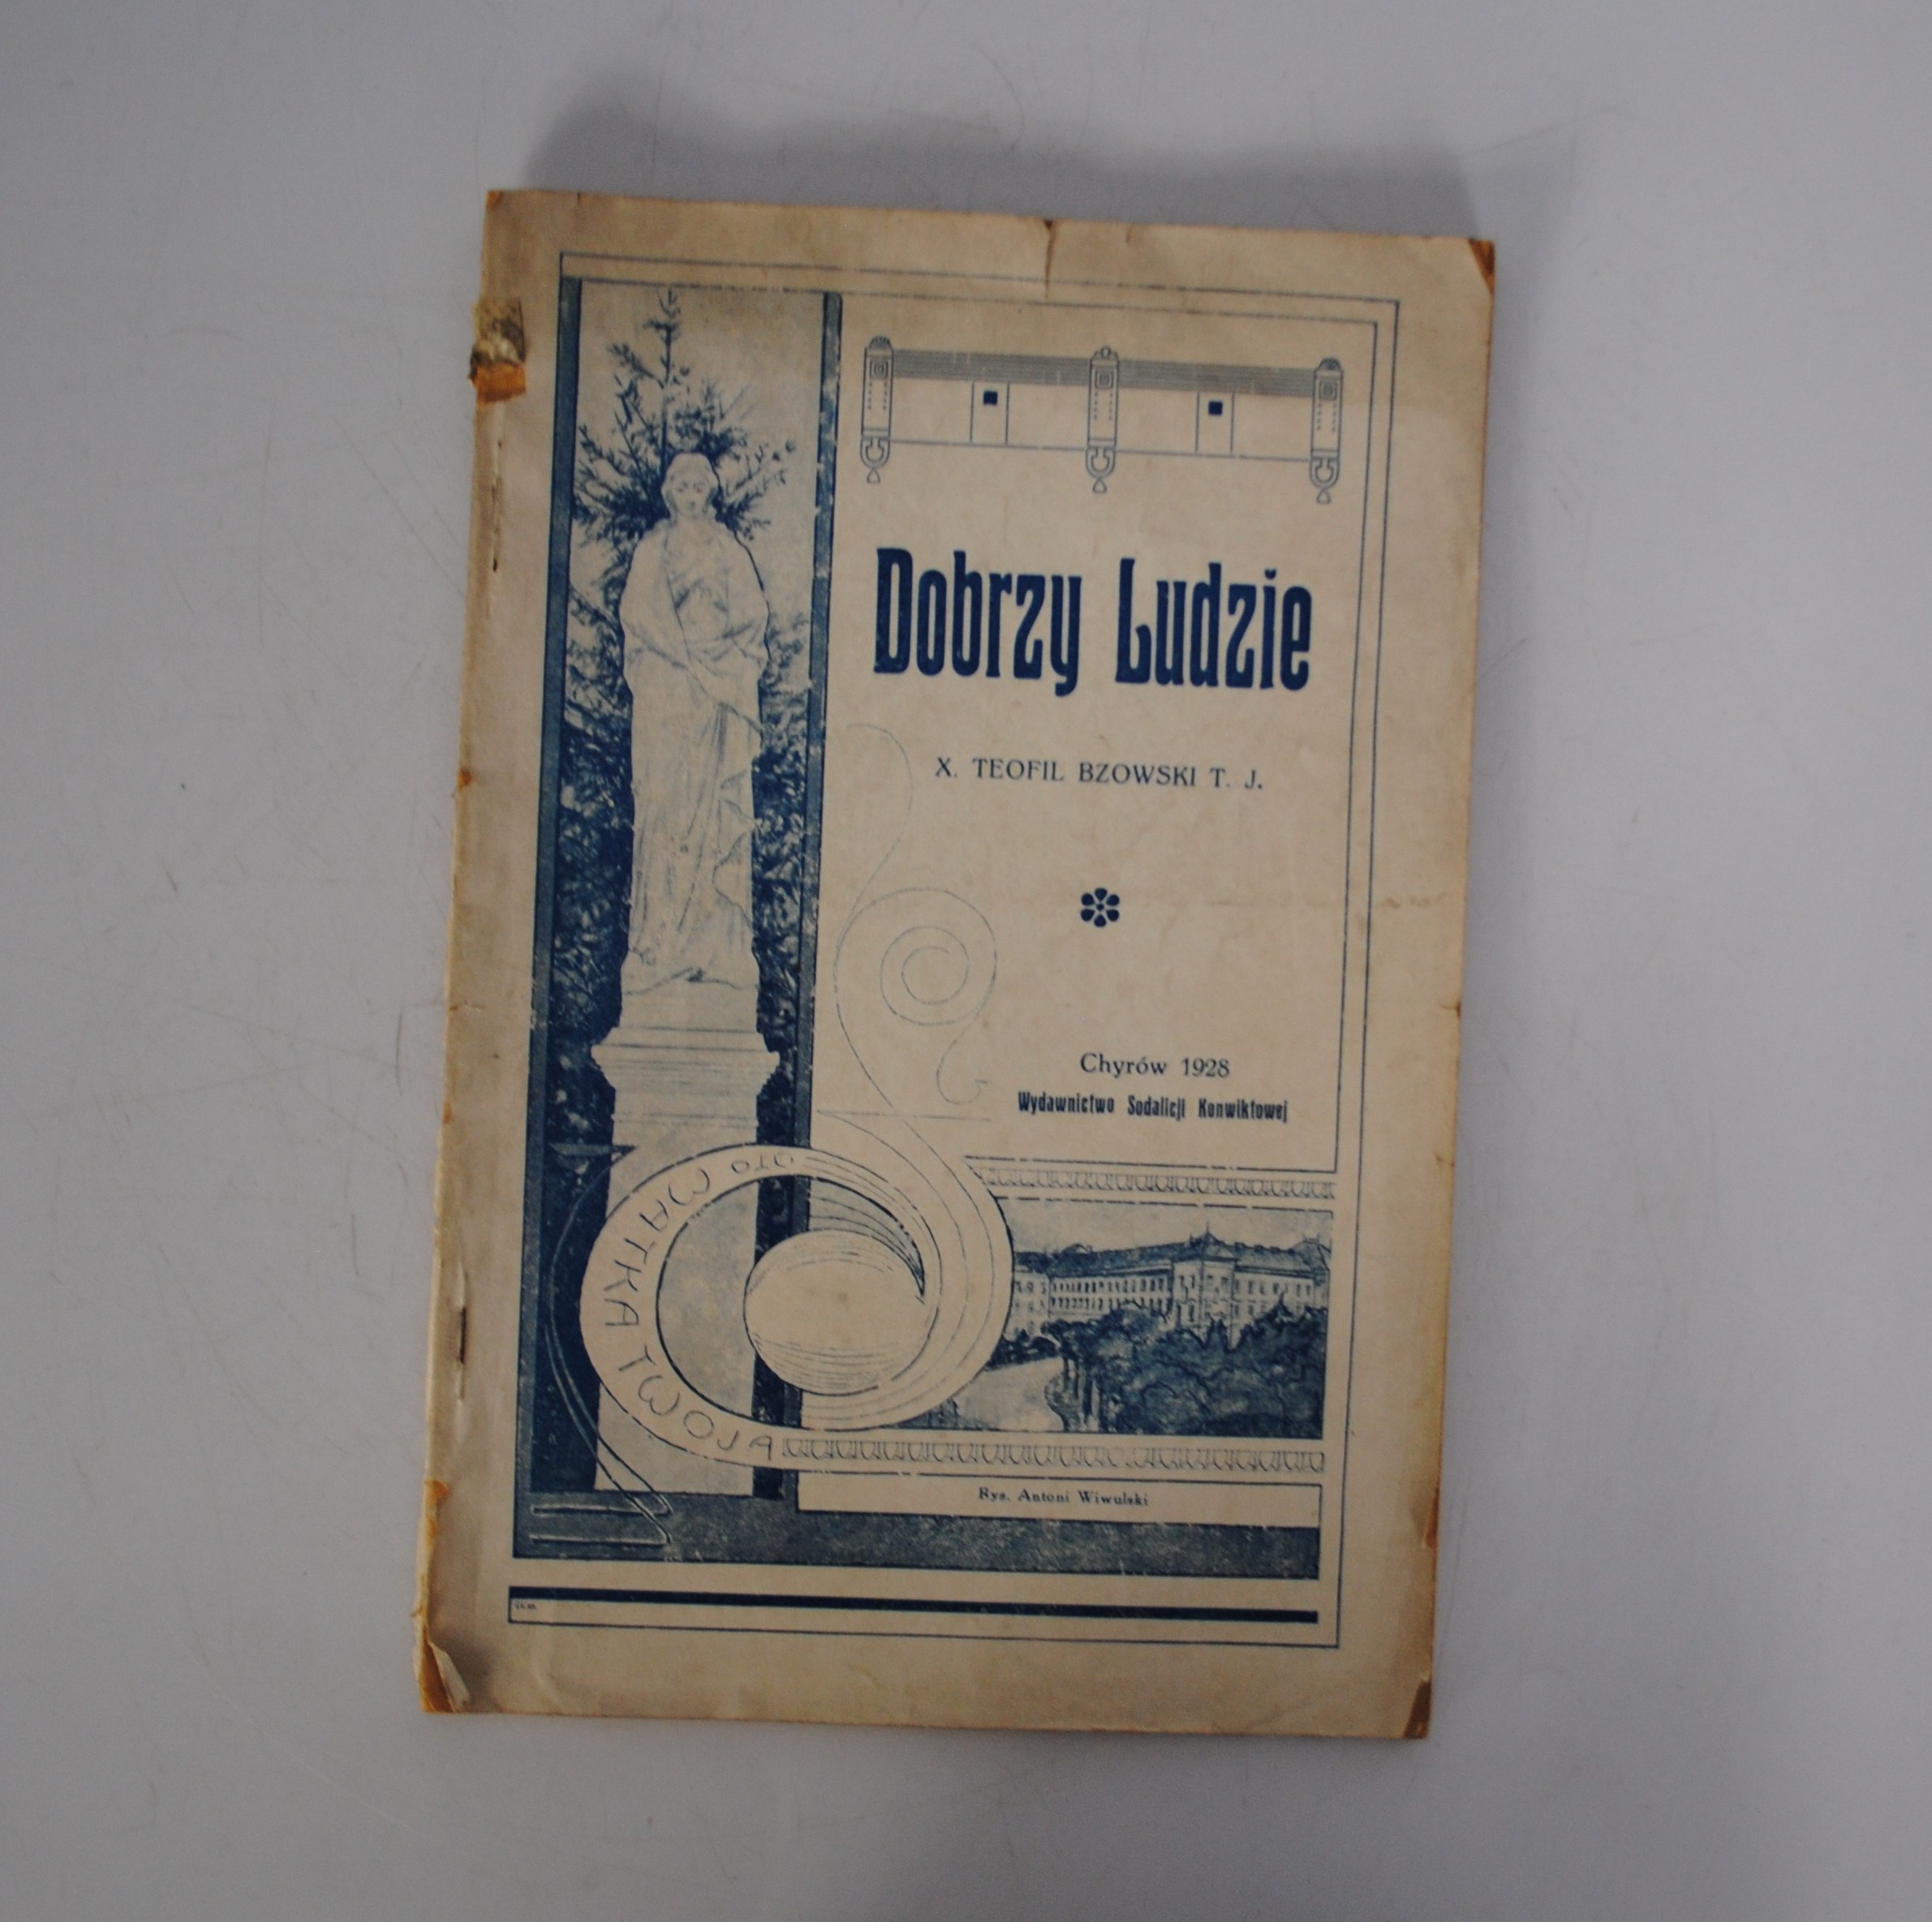 Dobrzy Ludzie
X. TEOFIL BZOWSKI T. J.
Chyrów 1928
Wydawnictwo Sodalicji Konwiktowej
OTO MATKA TWOJA
Rys. Antoni Wiwulski